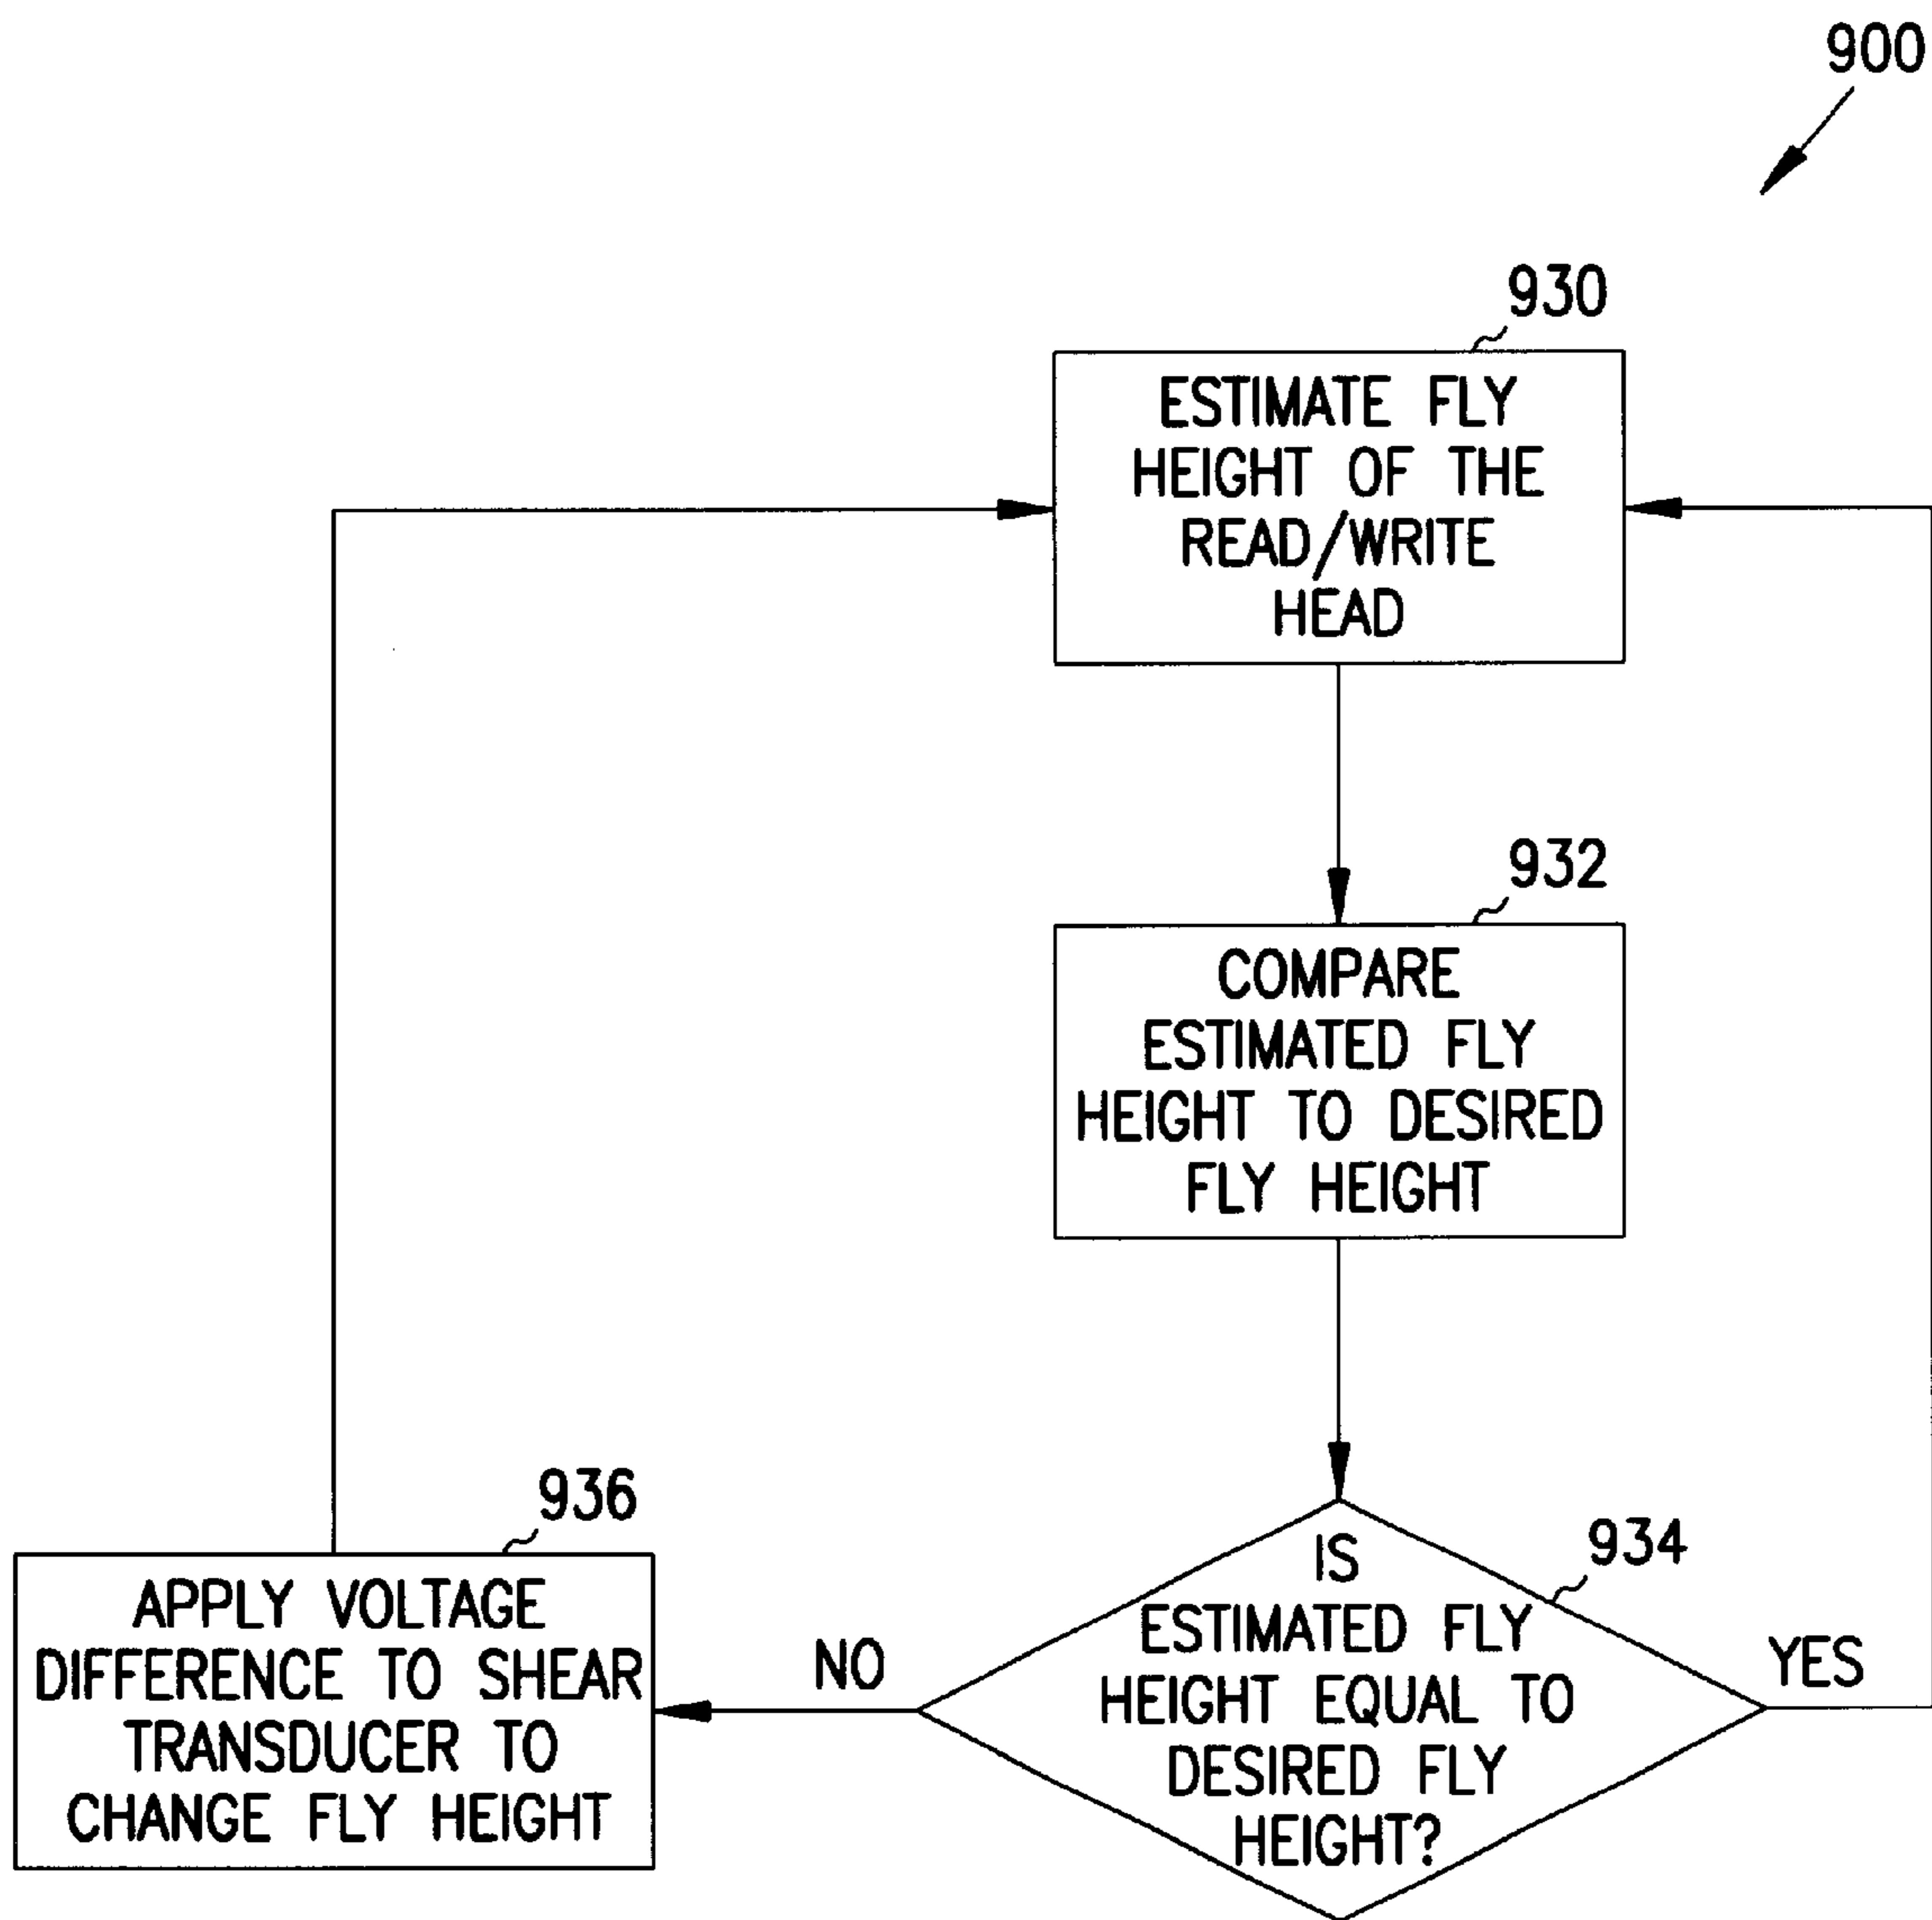 900
930
ESTIMATE FLY
HEIGHT OF THE
READ/WRITE
HEAD
932
COMPARE
ESTIMATED FLY
HEIGHT TO DESIRED
FLY HEIGHT
936
APPLY VOLTAGE
DIFFERENCE TO SHEAR
TRANSDUCER TO
CHANGE FLY HEIGHT
NO
934
IS
ESTIMATED FLY
HEIGHT EQUAL TO
DESIRED FLY
HEIGHT?
YES